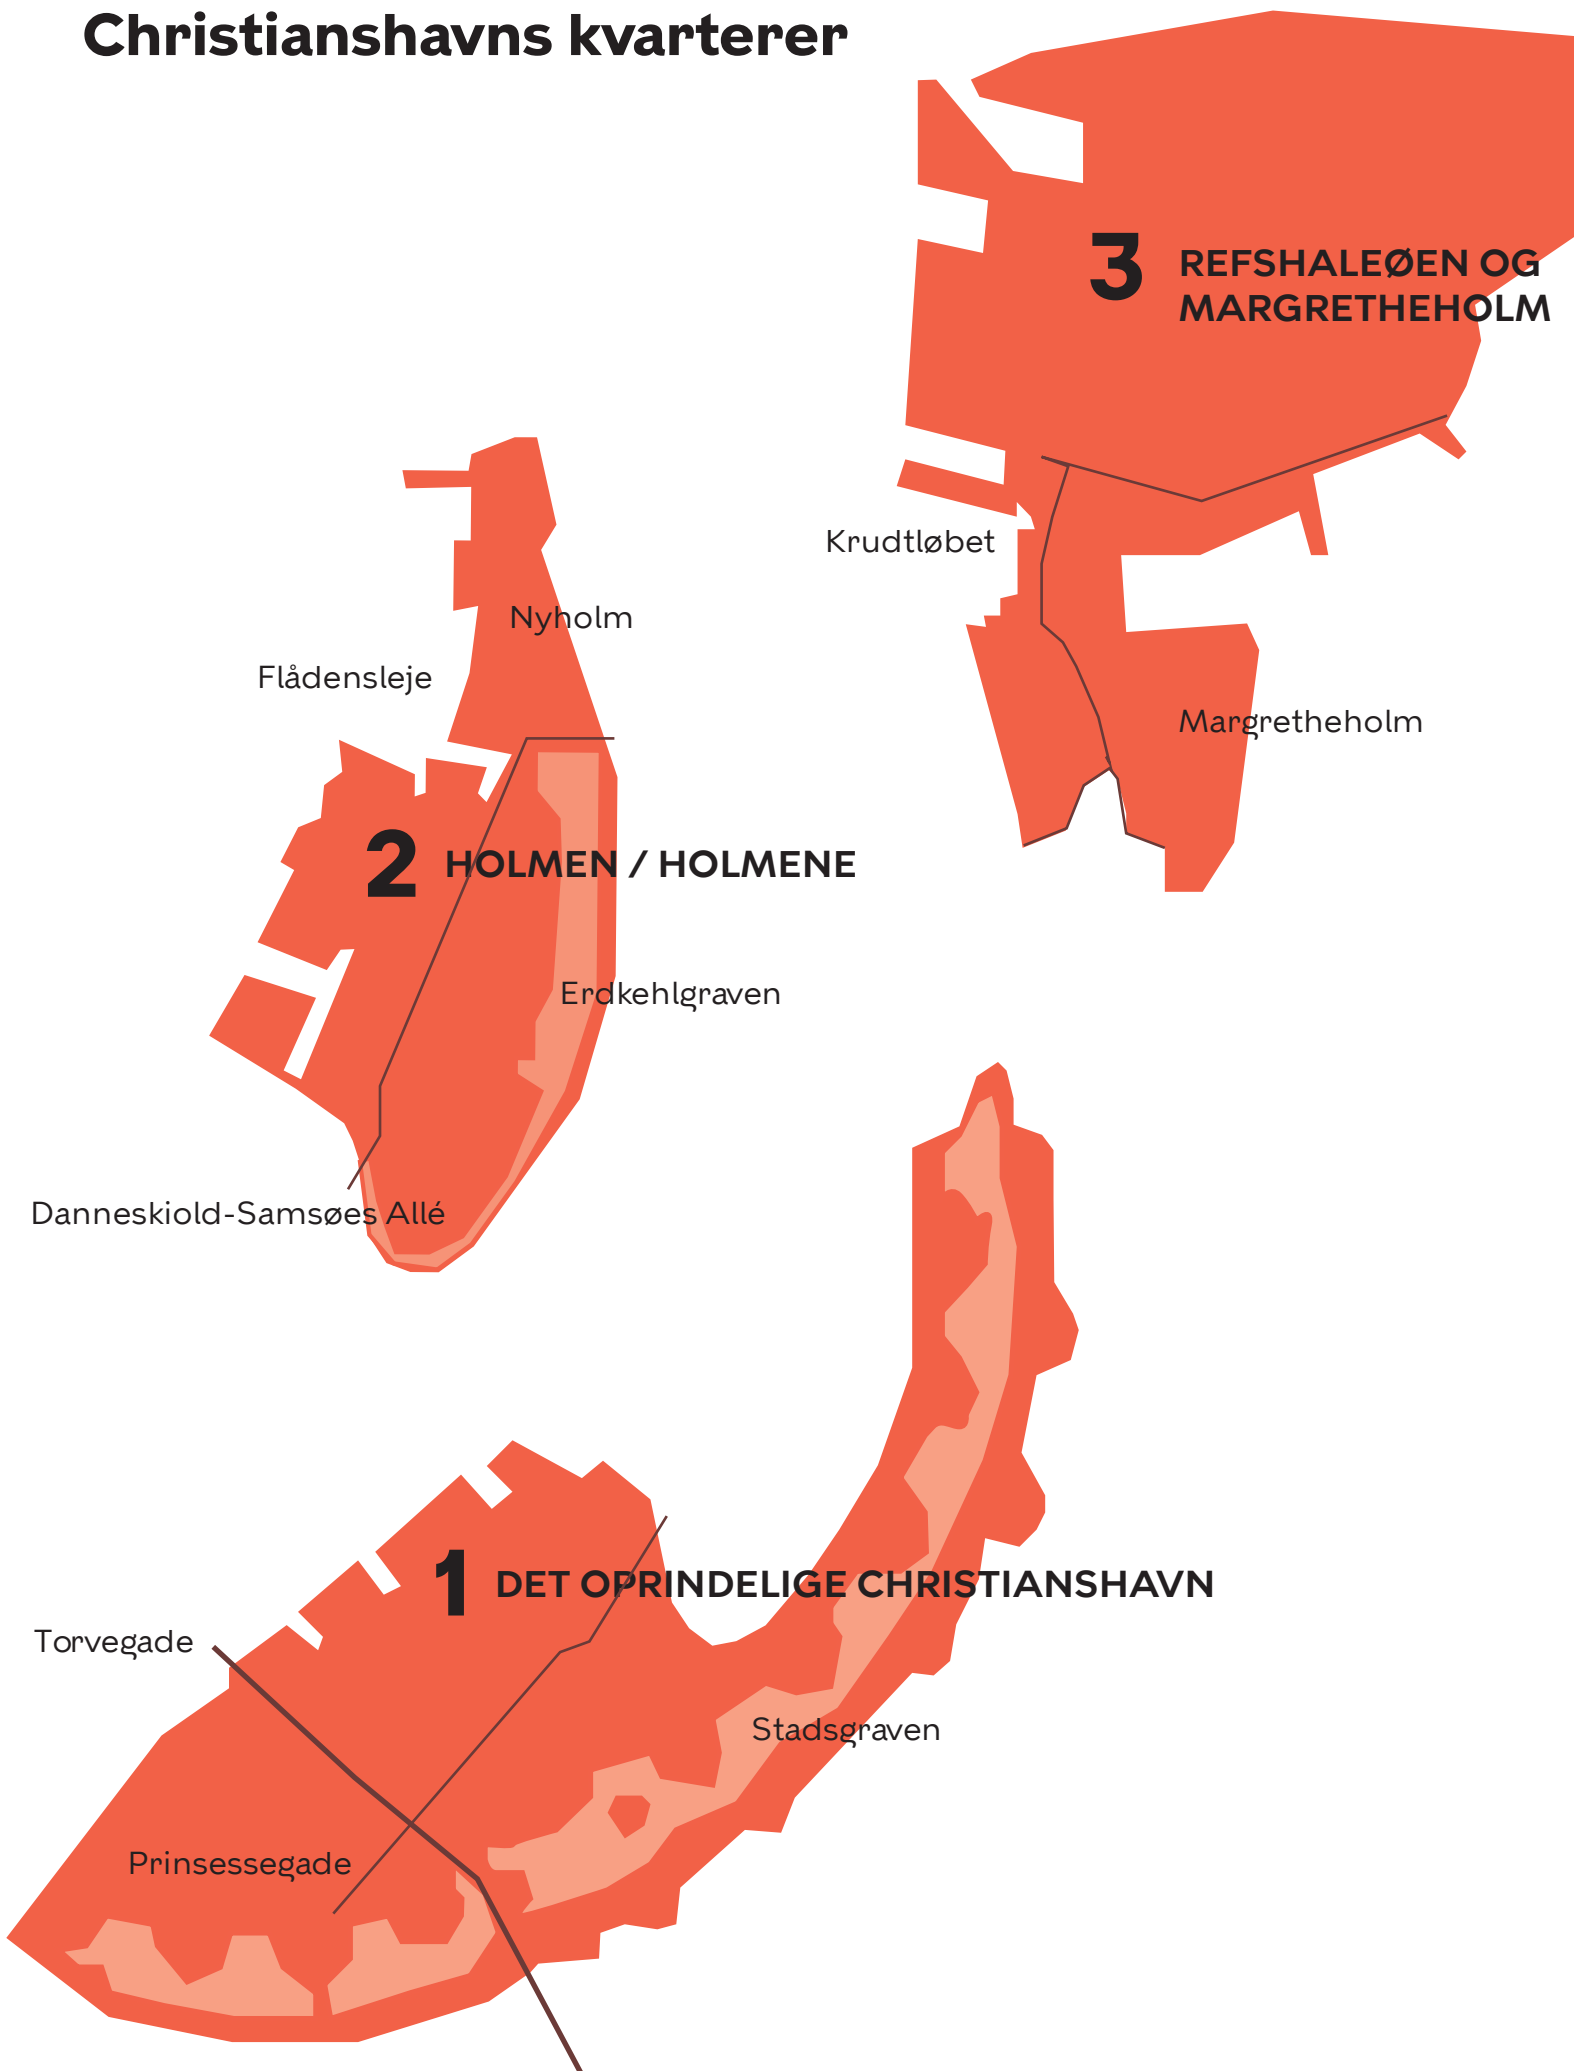 Christianshavns kvarterer
3
REFSHALEØEN OG
MARGRETHEHOLM
Krudtløbet
Nyholm
Flådensleje
Margretheholm
2
HOLMEN / HOLMENE
Erdkehlgraven
Danneskiold-Samsøes Allé
1
DET OPRINDELIGE CHRISTIANSHAVN
Torvegade
Stadsgraven
Prinsessegade